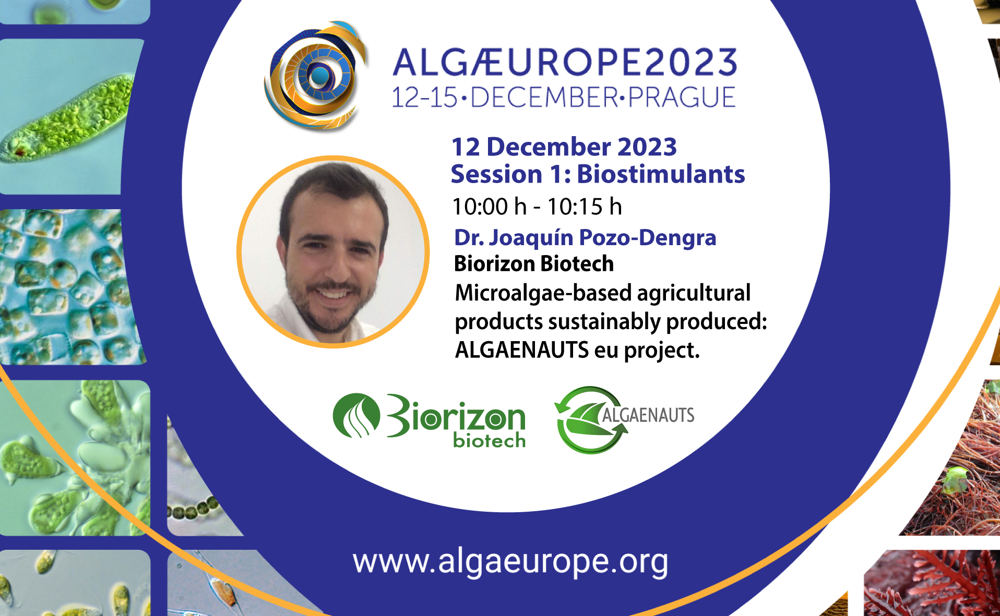 ALGÆUROPE2023
12-15•DECEMBER•PRAGUE
12 December 2023
Session 1: Biostimulants
10:00 h - 10:15 h
Dr. Joaquín Pozo-Dengra
Biorizon Biotech
Microalgae-based agricultural
products sustainably produced:
ALGAENAUTS eu project.
Biorizon
biotech
ALGAENAUTS
www.algaeurope.org